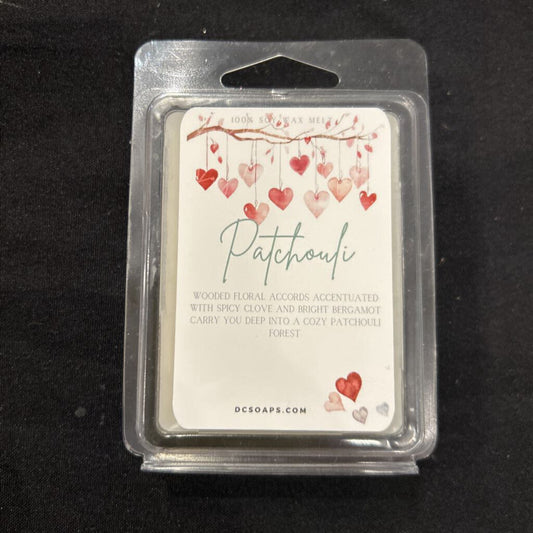 100% SOY WAX MELT
Patchouli
WOODED FLORAL ACCORDS ACCENTUATED
WITH SPICY CLOVE AND BRIGHT BERGAMOT
CARRY YOU DEEP INTO A COZY PATCHOULI
FOREST
DCSOAPS.COM